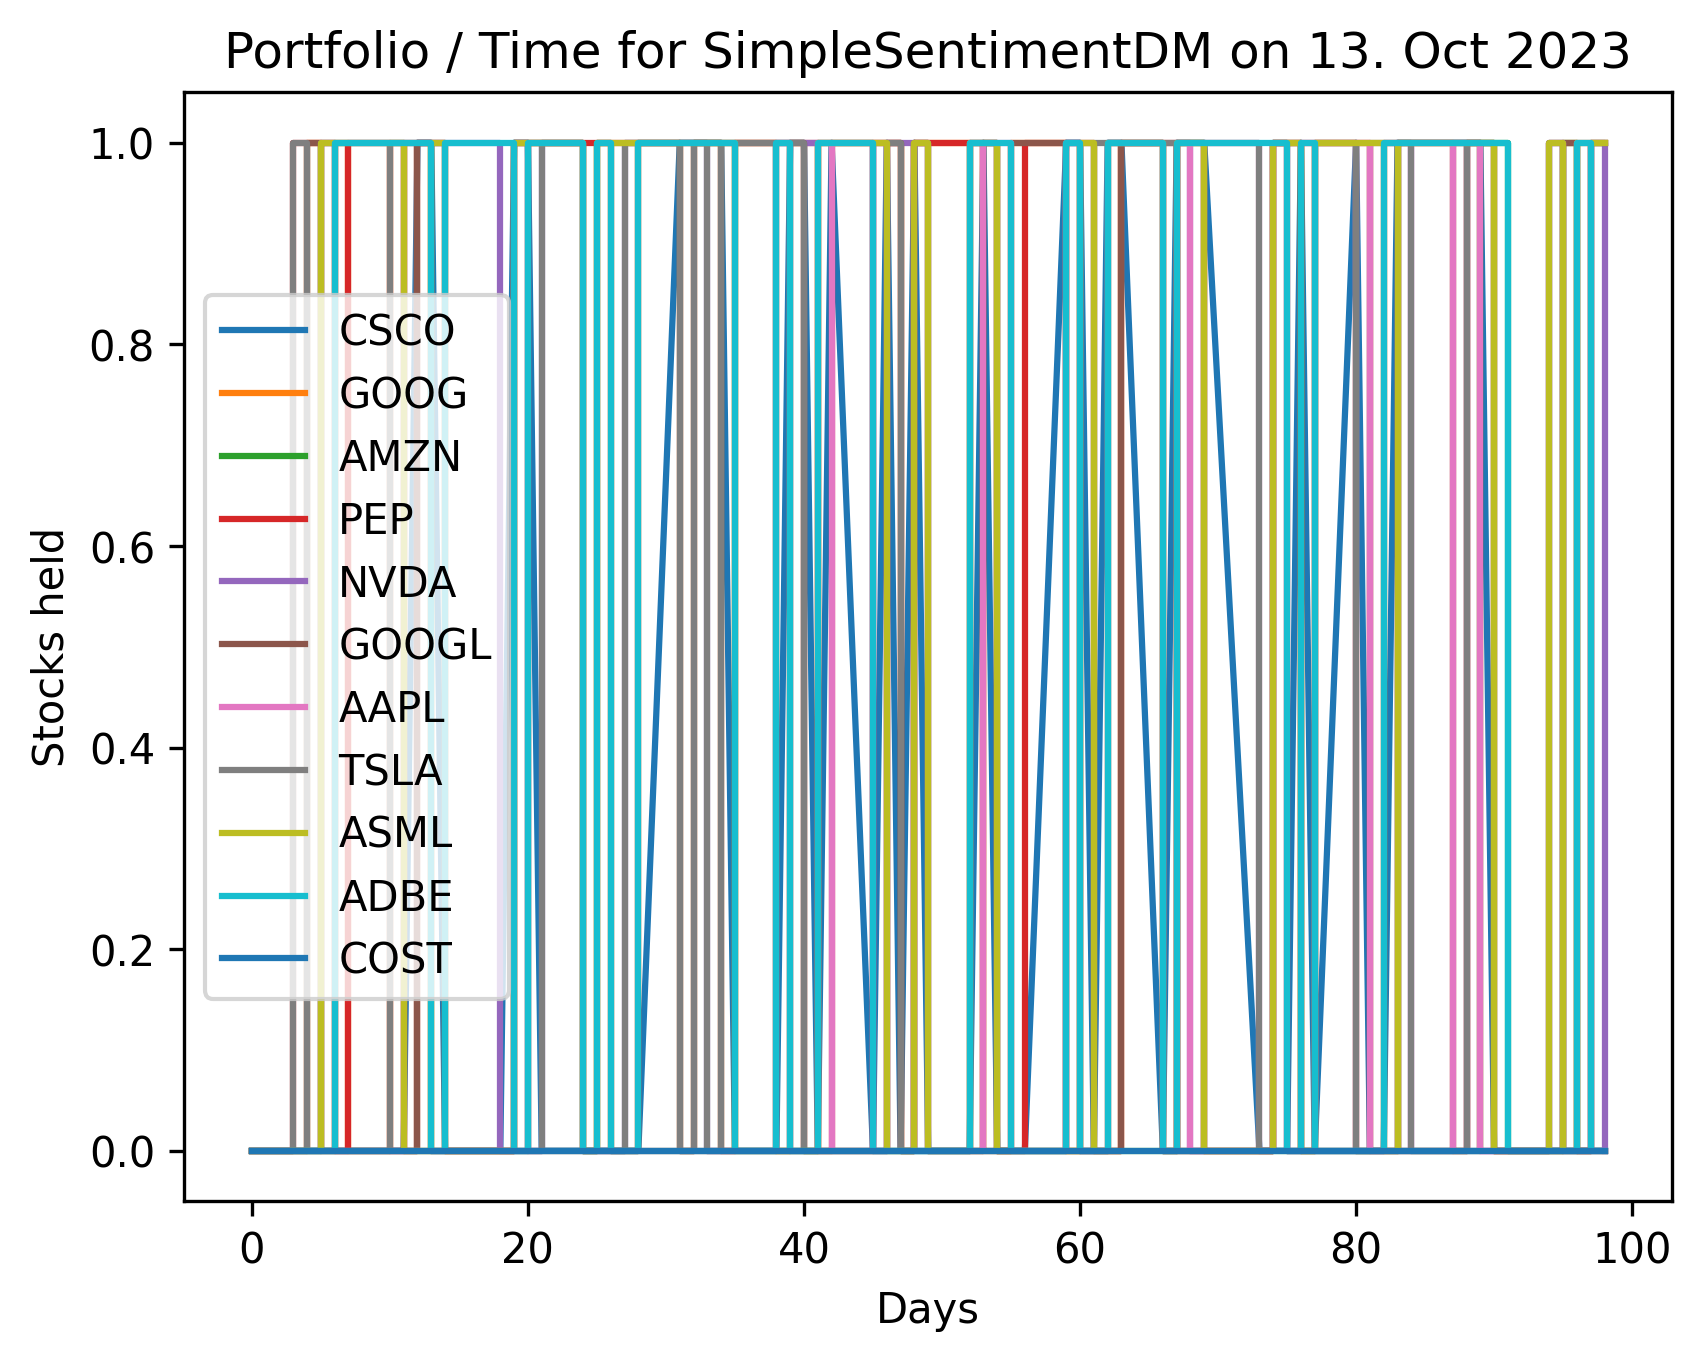 Portfolio / Time for SimpleSentimentDM on 13. Oct 2023
1.0
0.8
0.6
0.4
0.2
0.0
Stocks held
CSCO
GOOG
AMZN
PEP
NVDA
GOOGL
AAPL
TSLA
ASML
ADBE
COST
0 20 40 60 80 100
Days